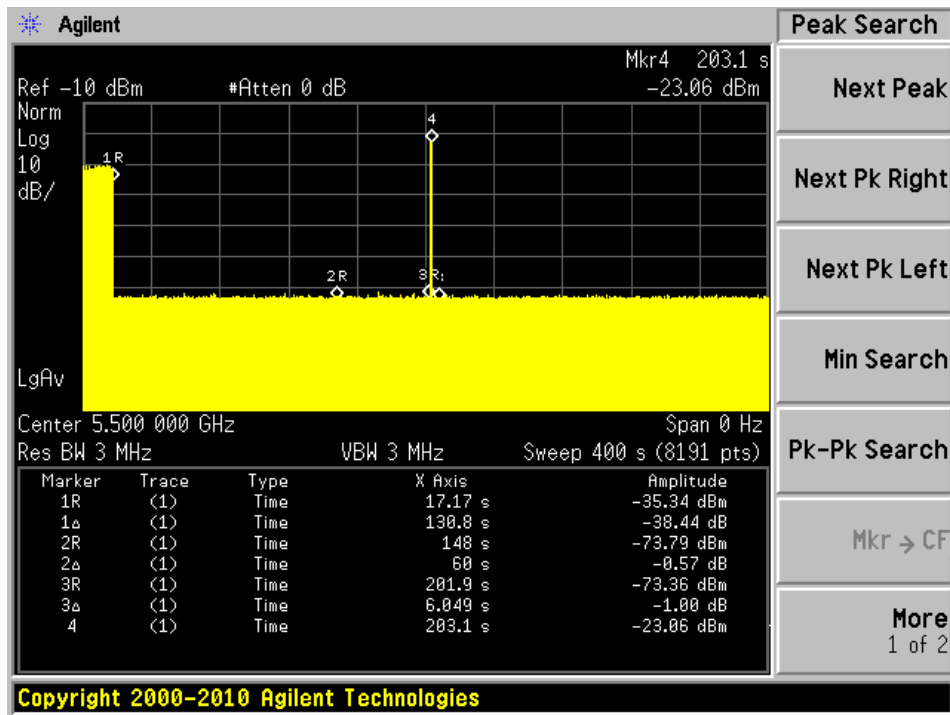 Agilent
Peak Search
Mkr4 203.1 s
Ref -10 dBm #Atten 0 dB -23.06 dBm
Norm
Log
10
dB/
4
1R
2R
3R:
LgAv
Center 5.500 000 GHz Span 0 Hz
Res BW 3 MHz VBW 3 MHz Sweep 400 s (8191 pts)
Marker Trace Type X Axis Amplitude
1R (1) Time 17.17 s -35.34 dBm
1Δ (1) Time 130.8 s -38.44 dB
2R (1) Time 148 s -73.79 dBm
2Δ (1) Time 60 s -0.57 dB
3R (1) Time 201.9 s -73.36 dBm
3Δ (1) Time 6.049 s -1.00 dB
4 (1) Time 203.1 s -23.06 dBm
Next Peak
Next Pk Right
Next Pk Left
Min Search
Pk-Pk Search
Mkr → CF
More
1 of 2
Copyright 2000-2010 Agilent Technologies